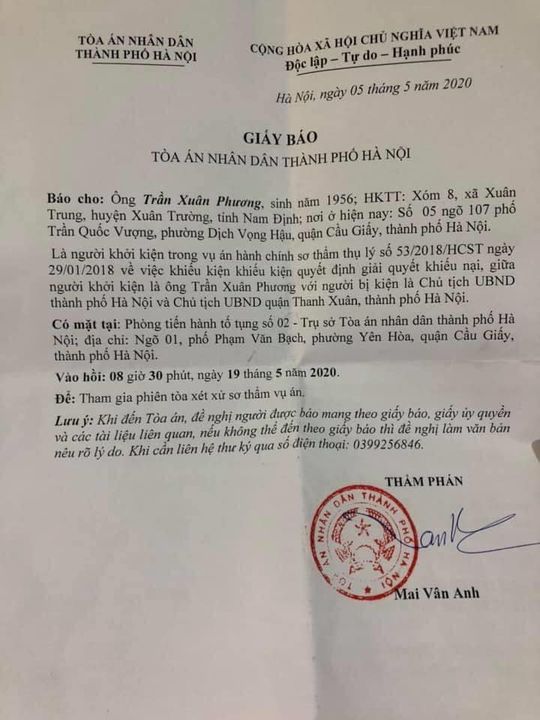 TÒA ÁN NHÂN DÂN
THÀNH PHỐ HÀ NỘI
CỘNG HÒA XÃ HỘI CHỦ NGHĨA VIỆT NAM
Độc lập – Tự do – Hạnh phúc
Hà Nội, ngày 05 tháng 5 năm 2020
GIẤY BÁO
TÒA ÁN NHÂN DÂN THÀNH PHỐ HÀ NỘI
Báo cho: Ông Trần Xuân Phương, sinh năm 1956; HKTT: Xóm 8, xã Xuân
Trung, huyện Xuân Trường, tỉnh Nam Định; nơi ở hiện nay: Số 05 ngõ 107 phố
Trần Quốc Vượng, phường Dịch Vọng Hậu, quận Cầu Giấy, thành phố Hà Nội.
Là người khởi kiện trong vụ án hành chính sơ thẩm thụ lý số 53/2018/HCST ngày
29/01/2018 về việc khiếu kiện khiếu kiện quyết định giải quyết khiếu nại, giữa
người khởi kiện là ông Trần Xuân Phương với người bị kiện là Chủ tịch UBND
thành phố Hà Nội và Chủ tịch UBND quận Thanh Xuân, thành phố Hà Nội.
Có mặt tại: Phòng tiến hành tố tụng số 02 - Trụ sở Tòa án nhân dân thành phố Hà
Nội; địa chỉ: Ngõ 01, phố Phạm Văn Bạch, phường Yên Hòa, quận Cầu Giấy,
thành phố Hà Nội.
Vào hồi: 08 giờ 30 phút, ngày 19 tháng 5 năm 2020.
Để: Tham gia phiên tòa xét xử sơ thẩm vụ án.
Lưu ý: Khi đến Tòa án, đề nghị người được báo mang theo giấy báo, giấy ủy quyền
và các tài liệu liên quan, nếu không thể đến theo giấy báo thì đề nghị làm văn bản
nêu rõ lý do. Khi cần liên hệ thư ký qua số điện thoại: 0399256846.
THẨM PHÁN
TÒA ÁN NHÂN DÂN THÀNH PHỐ HÀ NỘI
Mai Vân Anh